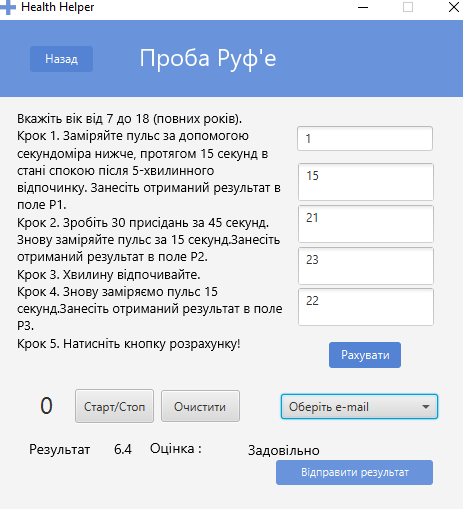 Health Helper
Назад
Проба Руф'е
Вкажіть вік від 7 до 18 (повних років).
Крок 1. Заміряйте пульс за допомогою
секундоміра нижче, протягом 15 секунд в
стані спокою після 5-хвилинного
відпочинку. Занесіть отриманий результат в
поле P1.
Крок 2. Зробіть 30 присідань за 45 секунд.
Знову заміряйте пульс за 15 секунд.Занесіть
отриманий результат в поле P2.
Крок 3. Хвилину відпочивайте.
Крок 4. Знову заміряємо пульс 15
секунд.Занесіть отриманий результат в поле
P3.
Крок 5. Натисніть кнопку розрахунку!
1
15
21
23
22
Рахувати
0
Старт/Стоп
Очистити
Оберіть e-mail
Результат
6.4
Оцінка :
Задовільно
Відправити результат